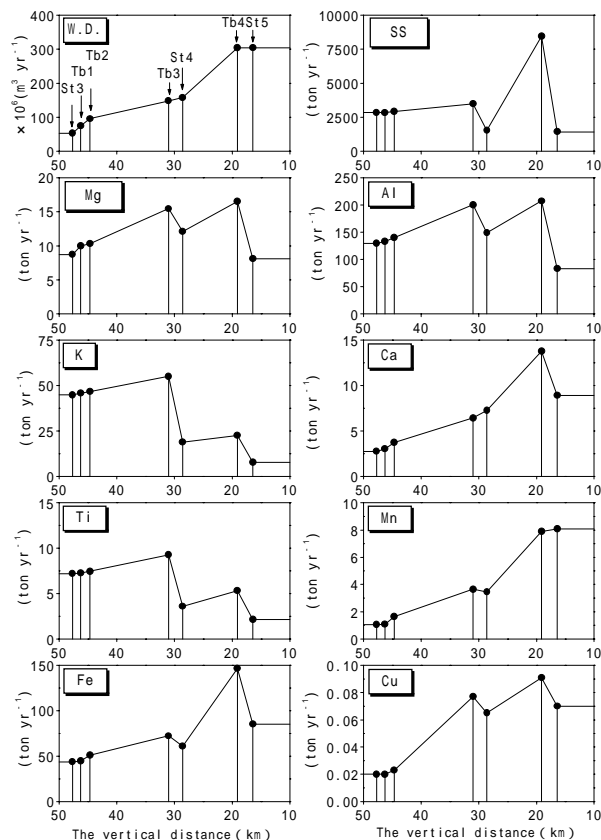 W.D.
× 10⁶(m³ yr⁻¹)
400
300
200
100
0
50 40 30 20 10
St3
Tb1
Tb2
Tb3
St4
Tb4St5
SS
(ton yr⁻¹)
10000
7500
5000
2500
0
50 40 30 20 10
Mg
(ton yr⁻¹)
20
15
10
5
0
50 40 30 20 10
Al
(ton yr⁻¹)
250
200
150
100
50
0
50 40 30 20 10
K
(ton yr⁻¹)
75
50
25
0
50 40 30 20 10
Ca
(ton yr⁻¹)
15
10
5
0
50 40 30 20 10
Ti
(ton yr⁻¹)
15
10
5
0
50 40 30 20 10
Mn
(ton yr⁻¹)
10
8
6
4
2
0
50 40 30 20 10
Fe
(ton yr⁻¹)
150
100
50
0
50 40 30 20 10
The vertical distance(km)
Cu
(ton yr⁻¹)
0.10
0.08
0.06
0.04
0.02
0.00
50 40 30 20 10
The vertical distance(km)